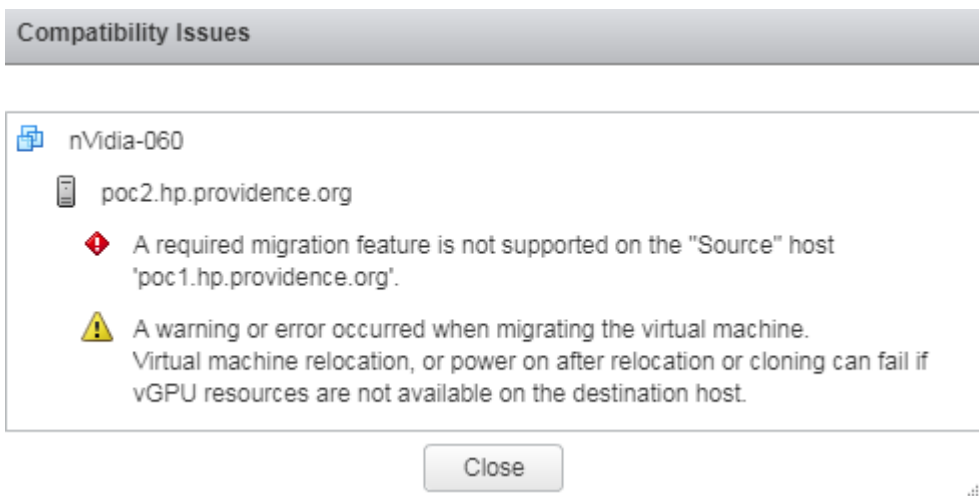 Compatibility Issues
nVidia-060
poc2.hp.providence.org
A required migration feature is not supported on the "Source" host
'poc1.hp.providence.org'.
A warning or error occurred when migrating the virtual machine.
Virtual machine relocation, or power on after relocation or cloning can fail if
vGPU resources are not available on the destination host.
Close